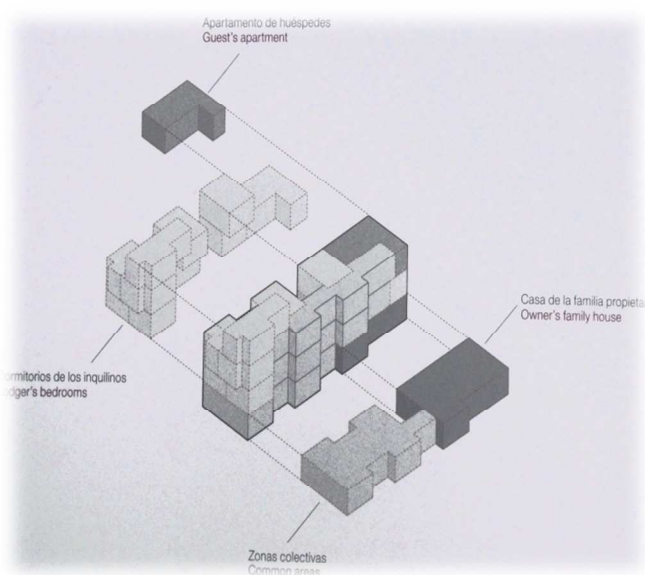 Apartamento de huéspedes
Guest's apartment
Casa de la familia propieta
Owner's family house
ormitorios de los inquilinos
dger's bedrooms
Zonas colectivas
Common areas